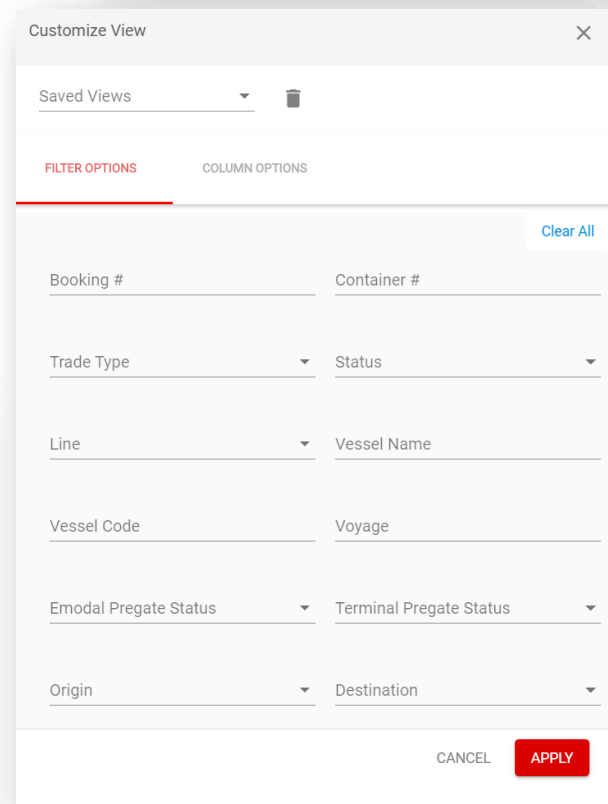 Customize View
Saved Views
FILTER OPTIONS COLUMN OPTIONS
Clear All
Booking # Container #
Trade Type Status
Line Vessel Name
Vessel Code Voyage
Emodal Pregate Status Terminal Pregate Status
Origin Destination
CANCEL APPLY